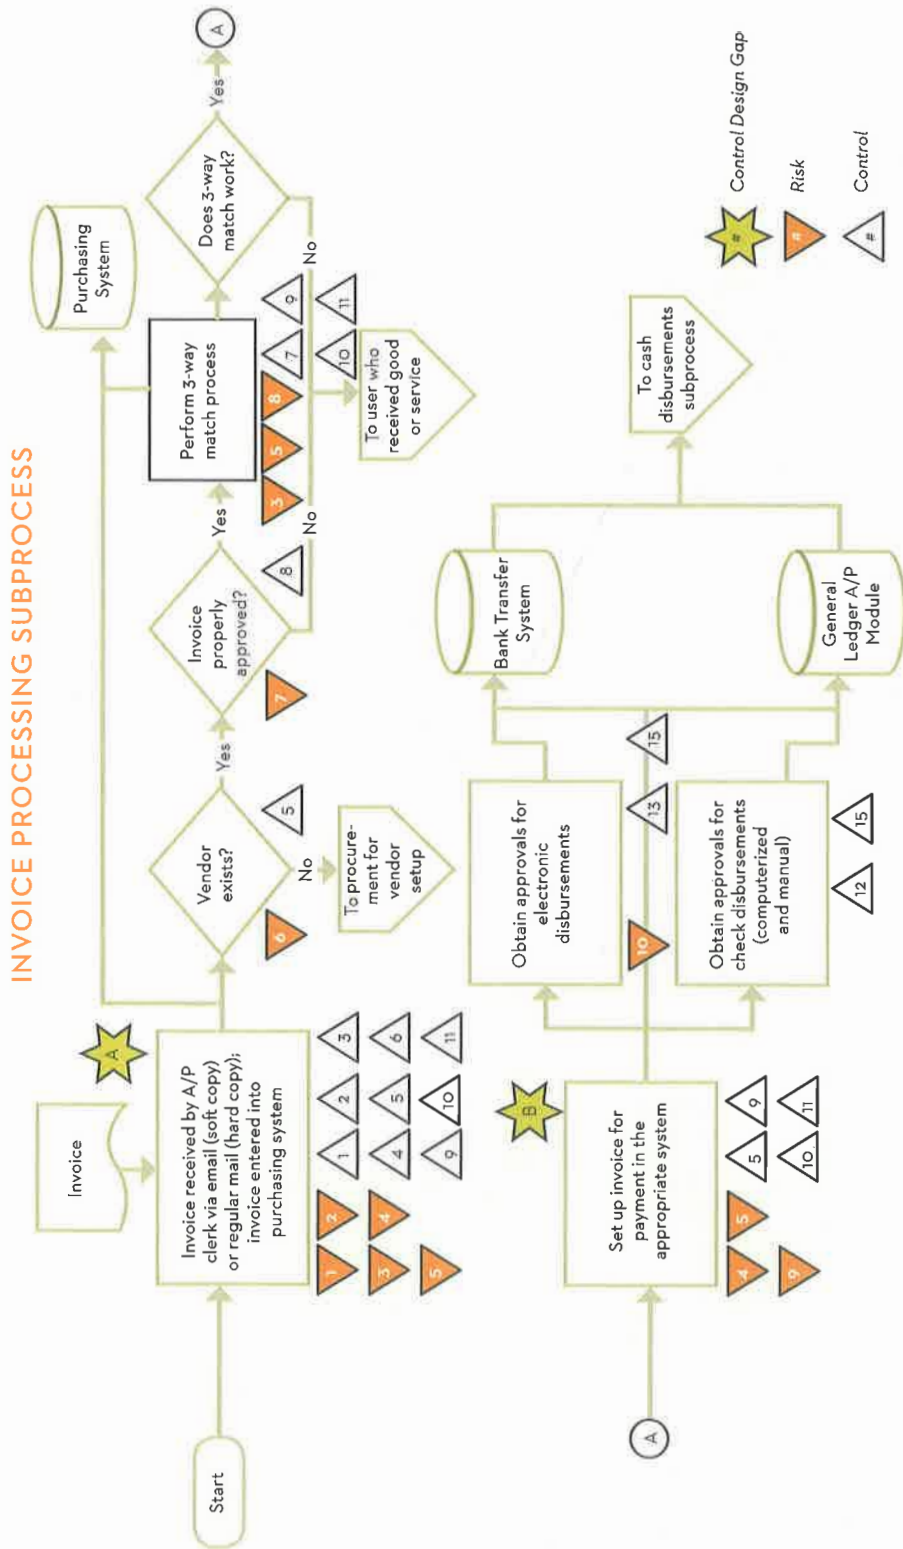 INVOICE PROCESSING SUBPROCESS
Start
Invoice
A
Invoice received by A/P
clerk via email (soft copy)
or regular mail (hard copy);
invoice entered into
purchasing system
1
2
3
4
5
1
2
3
4
5
6
9
10
11
Vendor
exists?
6
5
No
To procure-
ment for
vendor
setup
Yes
Invoice
properly
approved?
7
8
No
Yes
Perform 3-way
match process
3
5
8
7
9
10
11
Purchasing
System
Does 3-way
match work?
No
To user who
received good
or service
Yes
A
A
B
Set up invoice for
payment in the
appropriate system
4
5
9
5
9
10
11
Obtain approvals for
electronic
disbursements
10
13
15
Obtain approvals for
check disbursements
(computerized
and manual)
12
15
Bank Transfer
System
General
Ledger A/P
Module
To cash
disbursements
subprocess
# Control Design Gap
# Risk
# Control